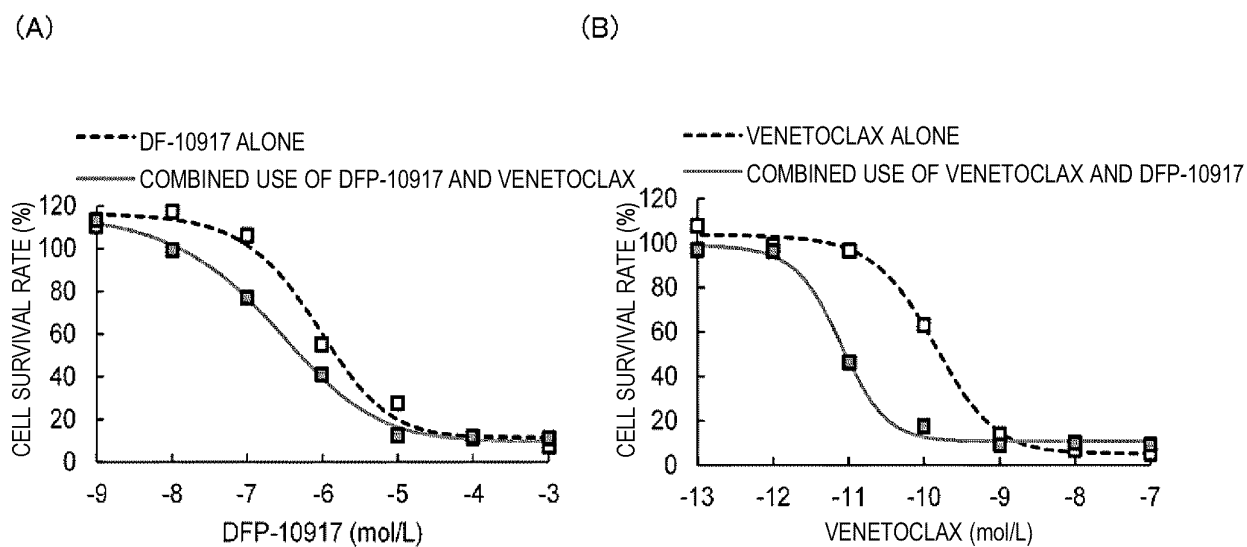 (A)
DF-10917 ALONE
COMBINED USE OF DFP-10917 AND VENETOCLAX
CELL SURVIVAL RATE (%)
120
100
80
60
40
20
0
-9 -8 -7 -6 -5 -4 -3
DFP-10917 (mol/L)
(B)
VENETOCLAX ALONE
COMBINED USE OF VENETOCLAX AND DFP-10917
CELL SURVIVAL RATE (%)
120
100
80
60
40
20
0
-13 -12 -11 -10 -9 -8 -7
VENETOCLAX (mol/L)